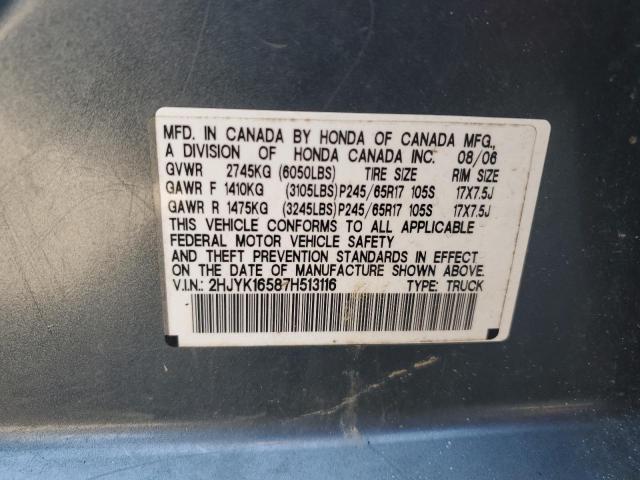 MFD. IN CANADA BY HONDA OF CANADA MFG.,
A DIVISION OF HONDA CANADA INC. 08/06
GVWR 2745KG (6050LBS) TIRE SIZE RIM SIZE
GAWR F 1410KG (3105LBS) P245/65R17 105S 17X7.5J
GAWR R 1475KG (3245LBS) P245/65R17 105S 17X7.5J
THIS VEHICLE CONFORMS TO ALL APPLICABLE
FEDERAL MOTOR VEHICLE SAFETY
AND THEFT PREVENTION STANDARDS IN EFFECT
ON THE DATE OF MANUFACTURE SHOWN ABOVE.
V.I.N.: 2HJYK16587H513116 TYPE: TRUCK